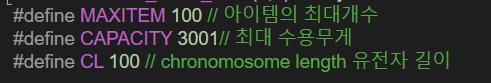 #define MAXITEM 100 // 아이템의 최대개수
#define CAPACITY 3001// 최대 수용무게
#define CL 100 // chronomosome length 유전자 길이